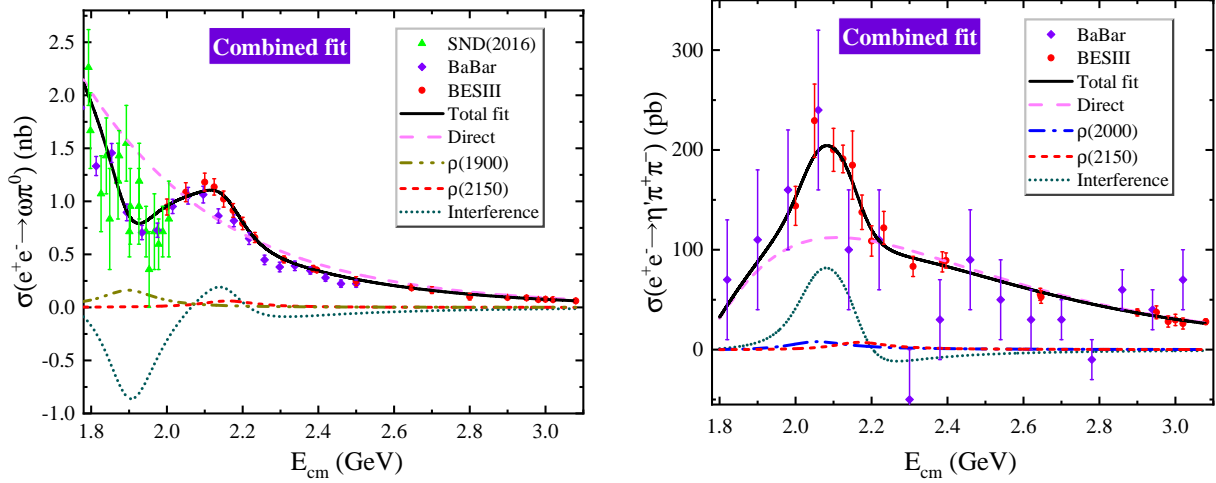 Combined fit
SND(2016)
BaBar
BESIII
Total fit
Direct
ρ(1900)
ρ(2150)
Interference
σ(e⁺e⁻→ωπ⁰) (nb)
2.5
2.0
1.5
1.0
0.5
0.0
-0.5
-1.0
1.8 2.0 2.2 2.4 2.6 2.8 3.0
E_cm (GeV)
Combined fit
BaBar
BESIII
Total fit
Direct
ρ(2000)
ρ(2150)
Interference
σ(e⁺e⁻→η'π⁺π⁻) (pb)
300
200
100
0
1.8 2.0 2.2 2.4 2.6 2.8 3.0
E_cm (GeV)